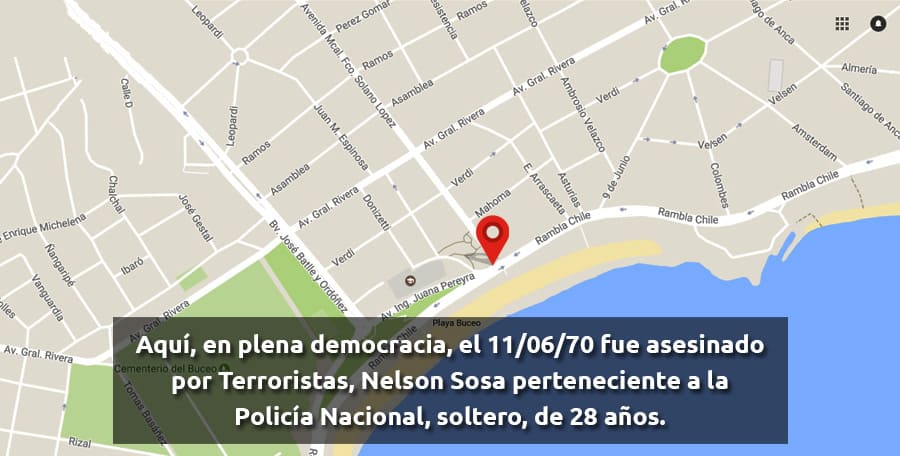 Leopardi
Avenida Mcal. Fco. Solano Lopez
Perez Gomar
Ramos
Velazco
Av. Gral. Rivera
Santiago de Anca
Almería
Calle D
Leopardi
Asamblea
Verdi
Ambrosio Velazco
Velsen
Santiago de Anca
Juan M. Espinosa
Av. Gral. Rivera
Ramos
Velsen
Amsterdam
Asamblea
Verdi
E. Arrascaeta
Asturias
9 de Junio
Colombes
Rambla Chile
Chalchal
José Gestal
Av. Gral. Rivera
Donizetti
Mahoma
Rambla Chile
Rambla Chile
Enrique Michelena
Bv. José Batlle y Ordóñez
Verdi
Ñangaripé
Ibaró
Vanguardia
Av. Gral. Rivera
Av. Ing. Juana Pereyra
Playa Buceo
Rambla Chile
Av. Gral. Rivera
Cementerio del Buceo
Tomas Basáñez
Rizal
Aquí, en plena democracia, el 11/06/70 fue asesinado
por Terroristas, Nelson Sosa perteneciente a la
Policía Nacional, soltero, de 28 años.